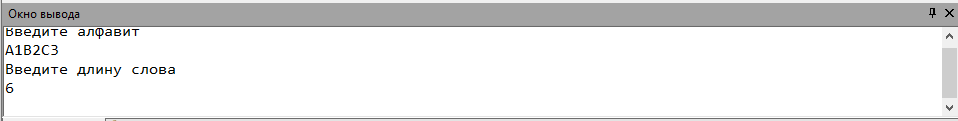 Окно вывода
Введите алфавит
A1B2C3
Введите длину слова
6